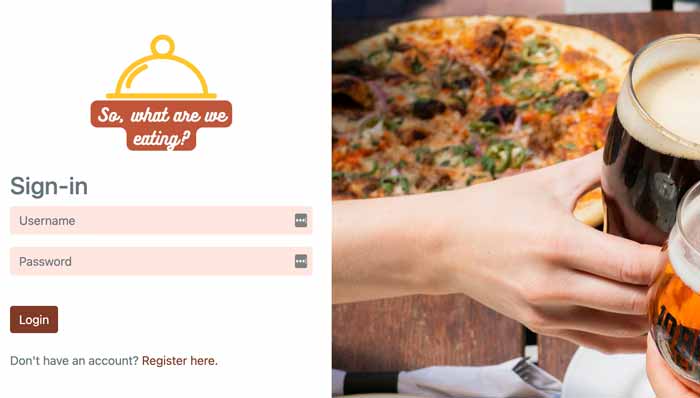 So, what are we
eating?
Sign-in
Username
Password
Login
Don't have an account? Register here.